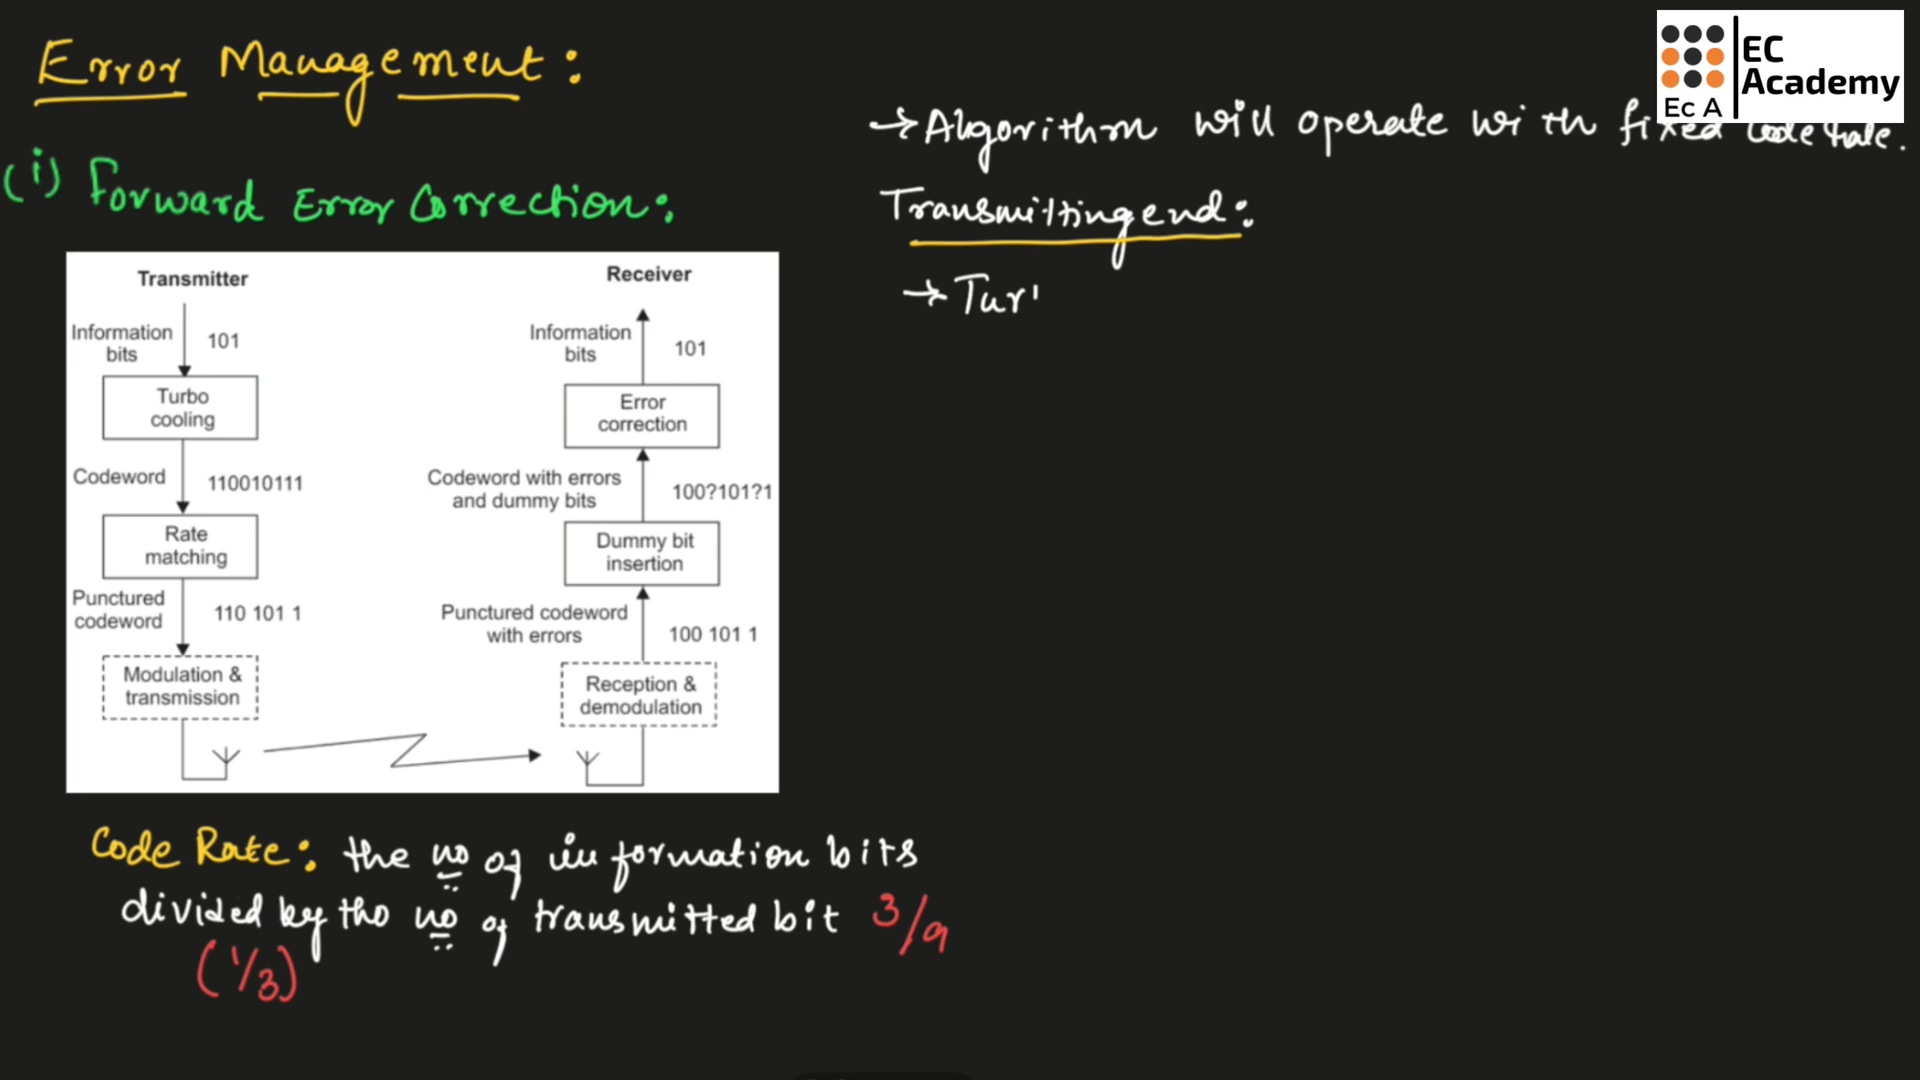 Error Management:
(i) Forward Error Correction:
Transmitter
Information
bits
101
Turbo
cooling
Codeword
110010111
Rate
matching
Punctured
codeword
110 101 1
Modulation &
transmission
Receiver
Information
bits
101
Error
correction
Codeword with errors
and dummy bits
100?101?1
Dummy bit
insertion
Punctured codeword
with errors
100 101 1
Reception &
demodulation
Code Rate: the no of information bits
divided by the no of transmitted bit 3/9
(1/3)
→ Algorithm will operate with fixed code rate.
Transmitting end:
→ Tur
EC
Academy
Ec A